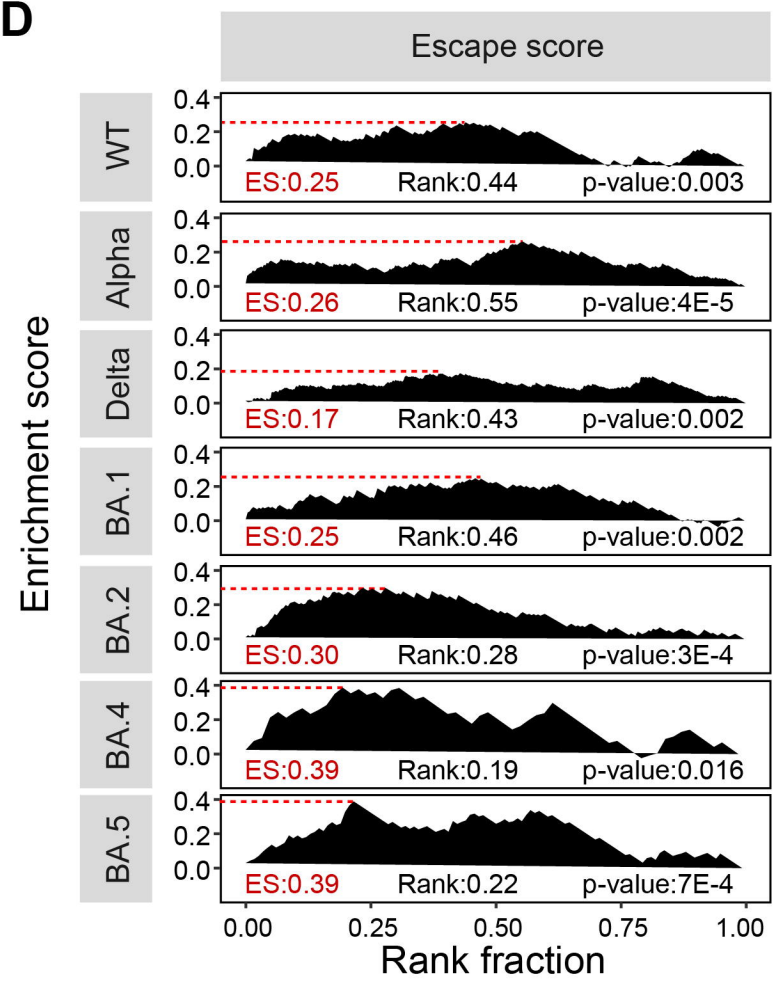 D
Escape score
Enrichment score
WT
0.4
0.2
0.0
ES:0.25 Rank:0.44 p-value:0.003
Alpha
0.4
0.2
0.0
ES:0.26 Rank:0.55 p-value:4E-5
Delta
0.4
0.2
0.0
ES:0.17 Rank:0.43 p-value:0.002
BA.1
0.4
0.2
0.0
ES:0.25 Rank:0.46 p-value:0.002
BA.2
0.4
0.2
0.0
ES:0.30 Rank:0.28 p-value:3E-4
BA.4
0.4
0.2
0.0
ES:0.39 Rank:0.19 p-value:0.016
BA.5
0.4
0.2
0.0
ES:0.39 Rank:0.22 p-value:7E-4
0.00 0.25 0.50 0.75 1.00
Rank fraction